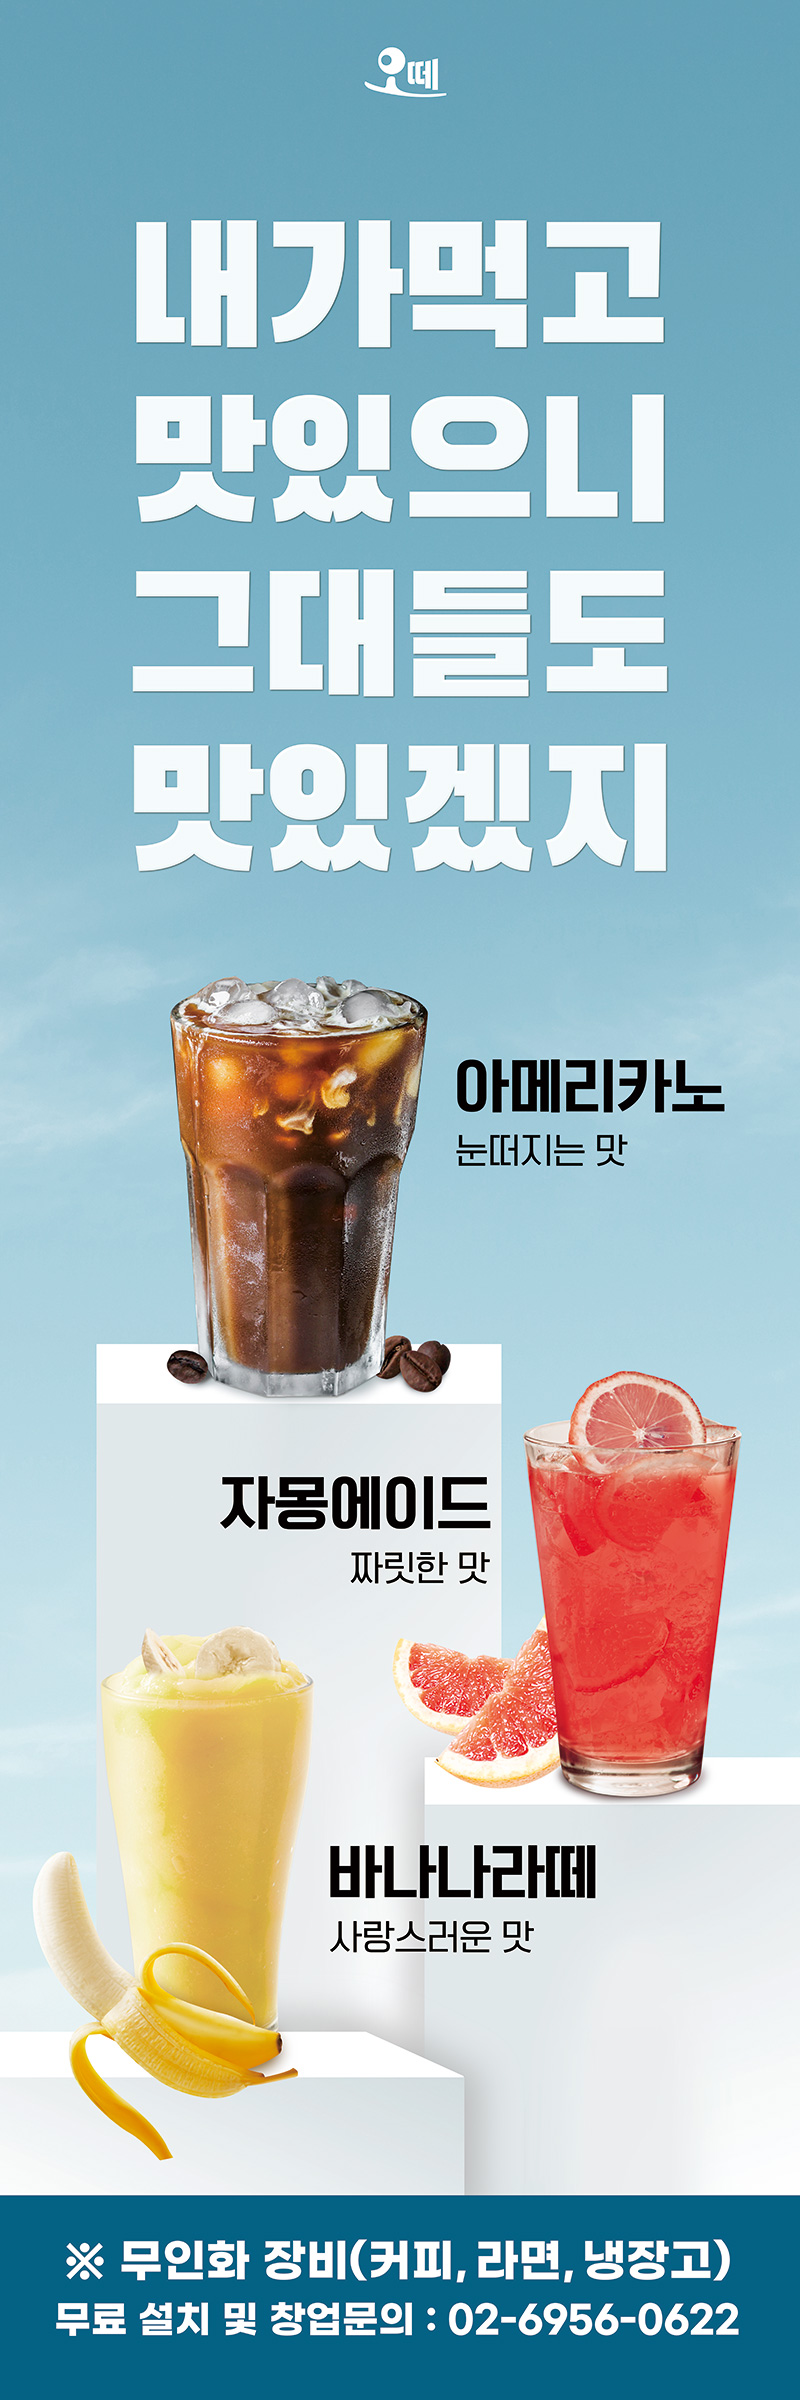 오떼
내가먹고
맛있으니
그대들도
맛있겠지
아메리카노
눈떠지는 맛
자몽에이드
짜릿한 맛
바나나라떼
사랑스러운 맛
※ 무인화 장비(커피, 라면, 냉장고)
무료 설치 및 창업문의 : 02-6956-0622